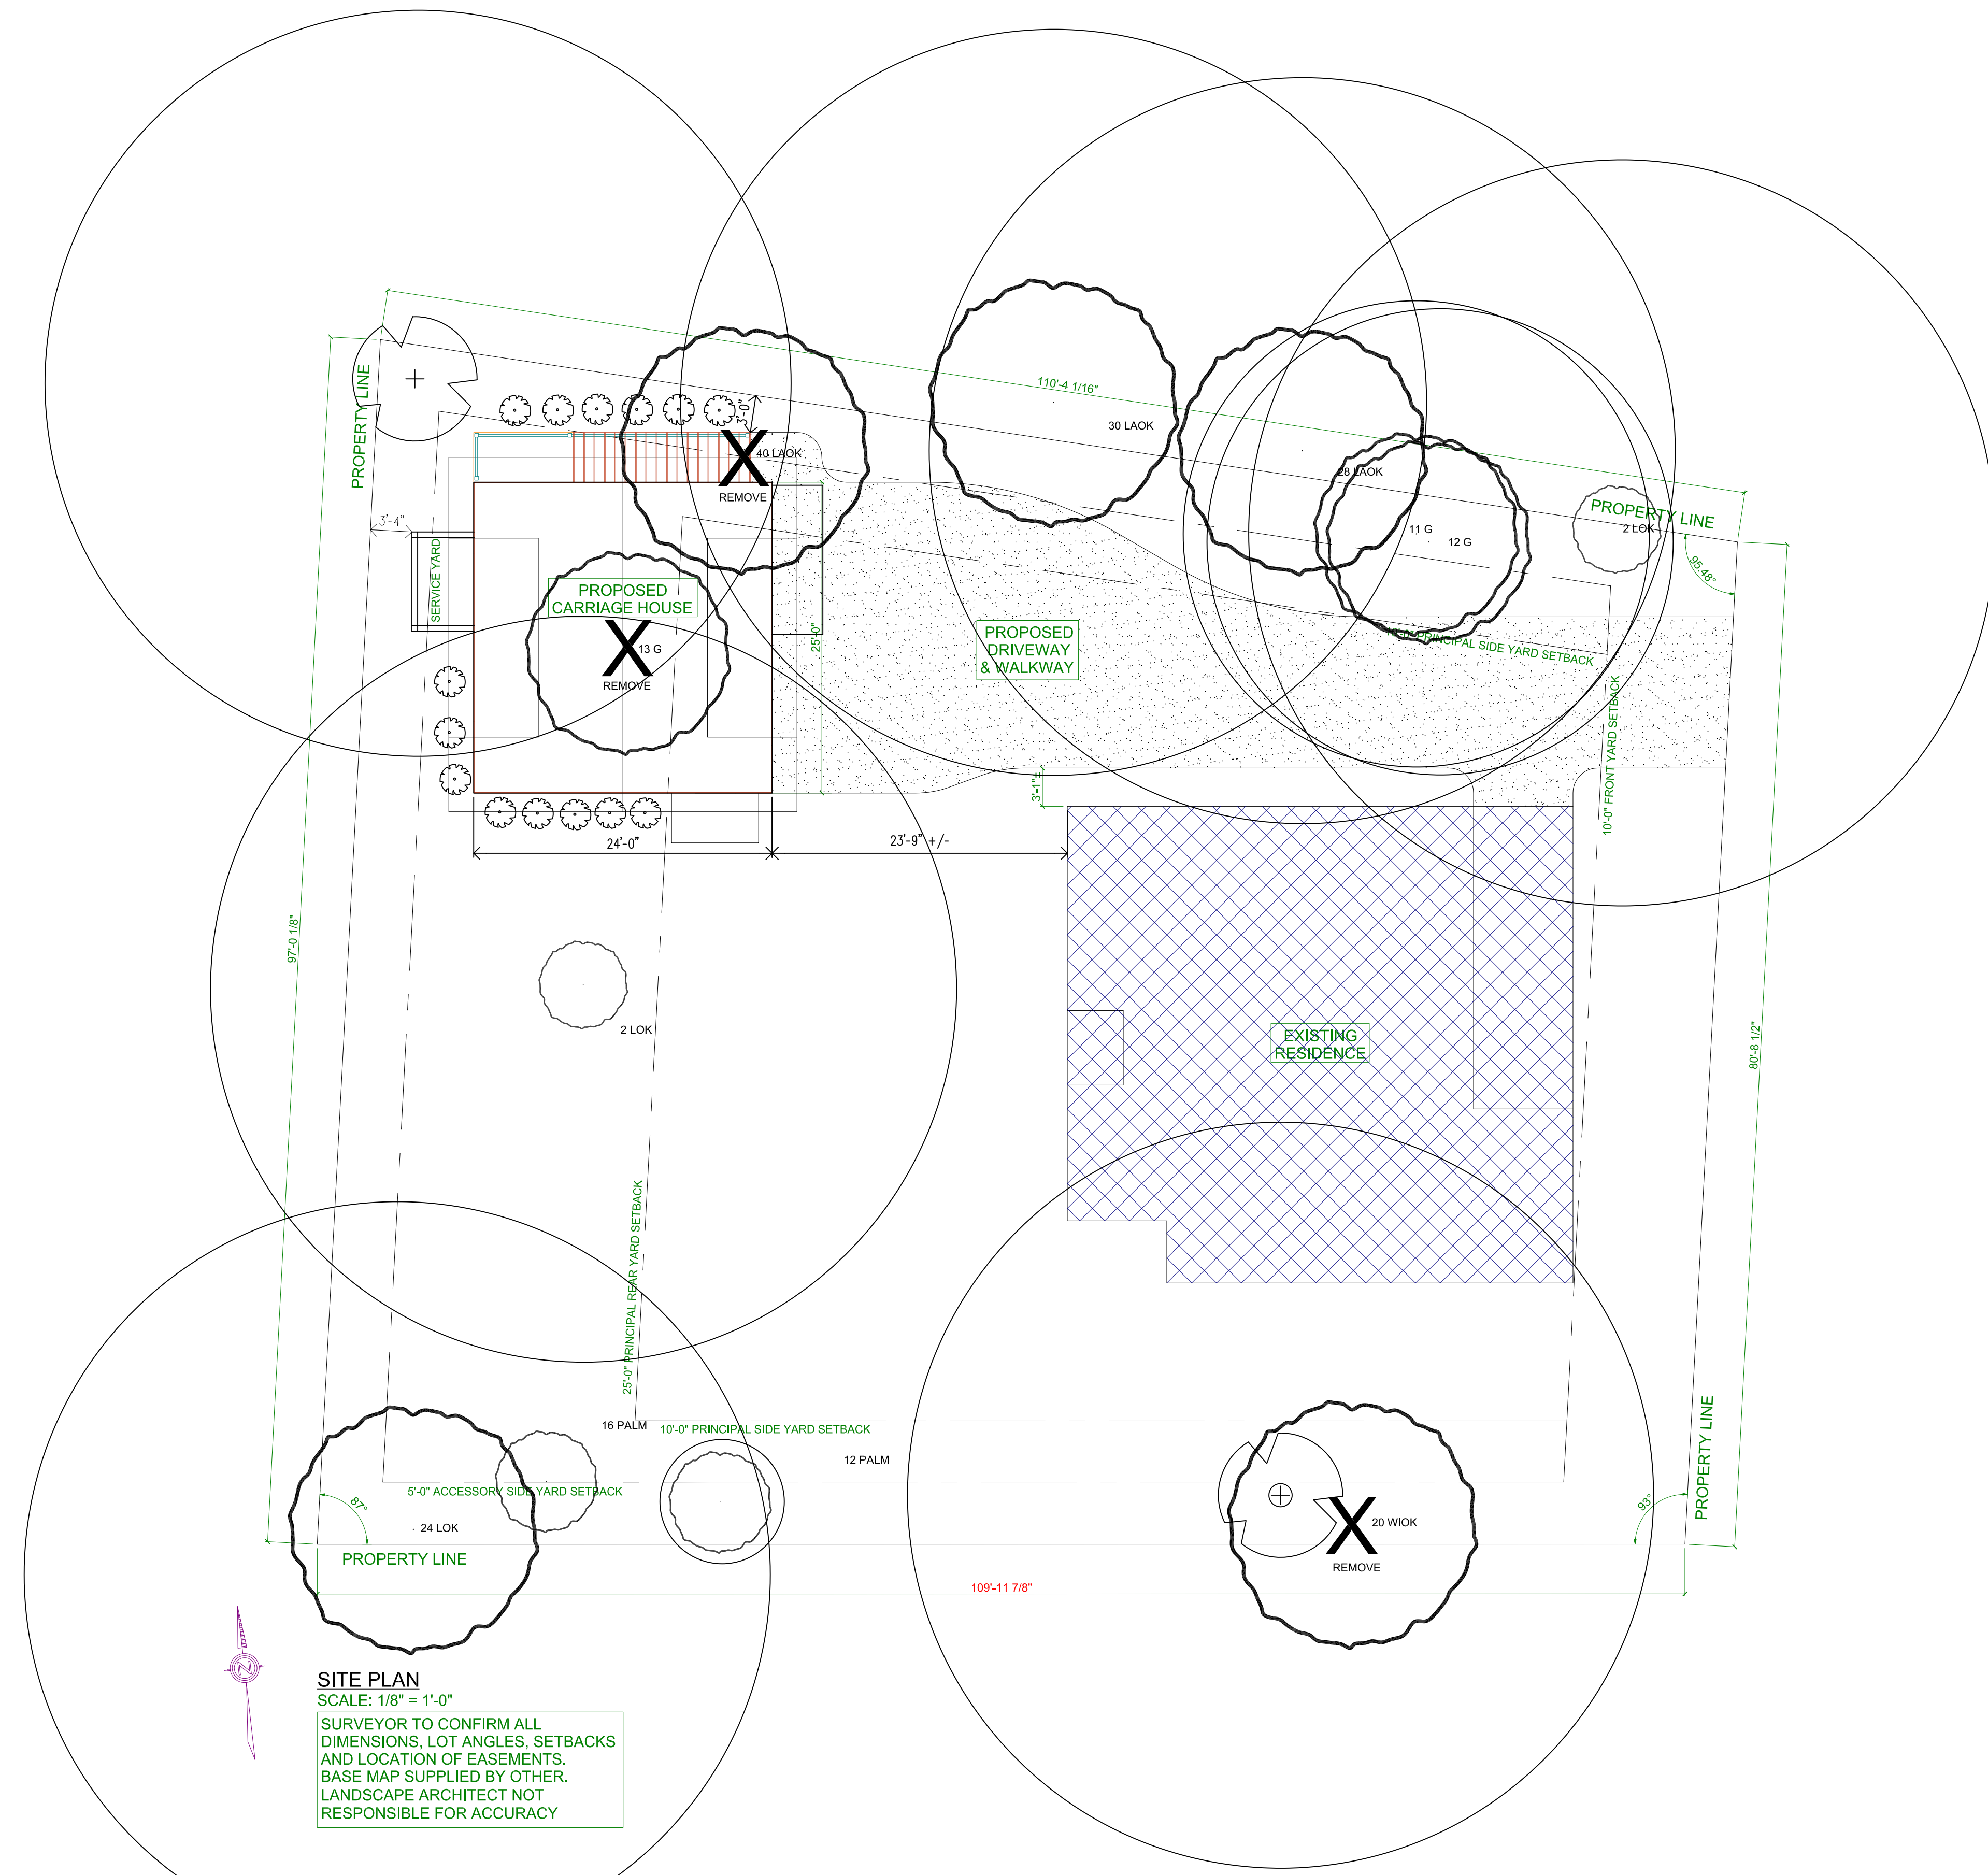 110'-4 1/16"
PROPERTY LINE
3'-0"
40 LAOK
REMOVE
30 LAOK
28 LAOK
11 G
12 G
PROPERTY LINE
2 LOK
95.48°
3'-4"
SERVICE YARD
PROPOSED
CARRIAGE HOUSE
13 G
REMOVE
25'-0"
PROPOSED
DRIVEWAY
& WALKWAY
10'-0" PRINCIPAL SIDE YARD SETBACK
10'-0" FRONT YARD SETBACK
3'-1"±
24'-0"
23'-9" +/-
97'-0 1/8"
2 LOK
EXISTING
RESIDENCE
80'-8 1/2"
25'-0" PRINCIPAL REAR YARD SETBACK
16 PALM
10'-0" PRINCIPAL SIDE YARD SETBACK
12 PALM
5'-0" ACCESSORY SIDE YARD SETBACK
87°
24 LOK
PROPERTY LINE
20 WIOK
REMOVE
93°
PROPERTY LINE
109'-11 7/8"
N
SITE PLAN
SCALE: 1/8" = 1'-0"
SURVEYOR TO CONFIRM ALL
DIMENSIONS, LOT ANGLES, SETBACKS
AND LOCATION OF EASEMENTS.
BASE MAP SUPPLIED BY OTHER.
LANDSCAPE ARCHITECT NOT
RESPONSIBLE FOR ACCURACY